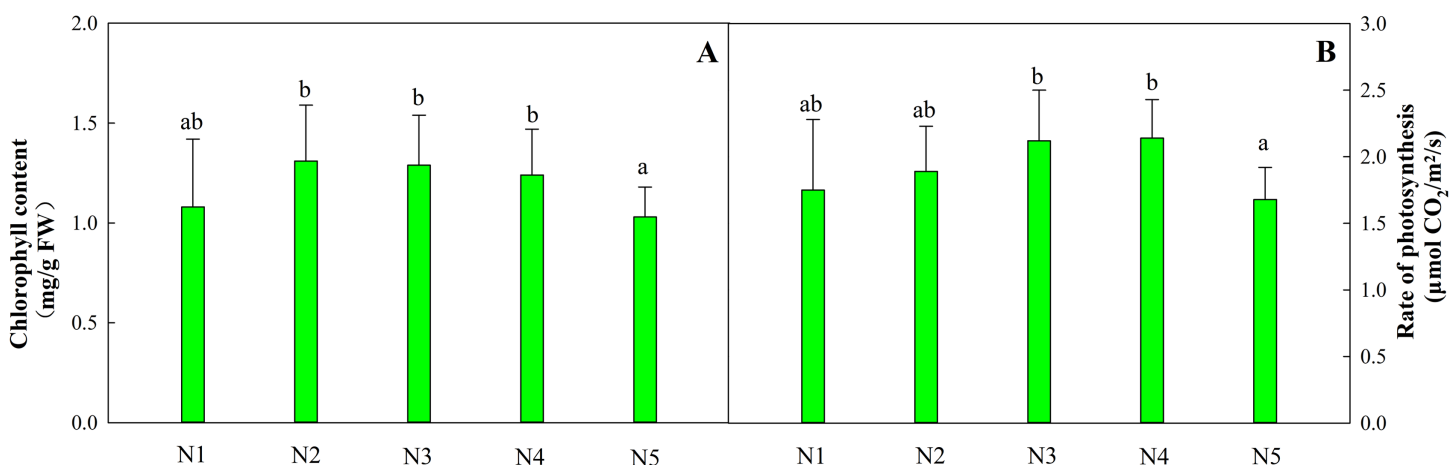 Chlorophyll content
(mg/g FW)
2.0
1.5
1.0
0.5
0.0
A
ab
b
b
b
a
N1
N2
N3
N4
N5
B
ab
ab
b
b
a
N1
N2
N3
N4
N5
3.0
2.5
2.0
1.5
1.0
0.5
0.0
Rate of photosynthesis
(μmol CO₂/m²/s)